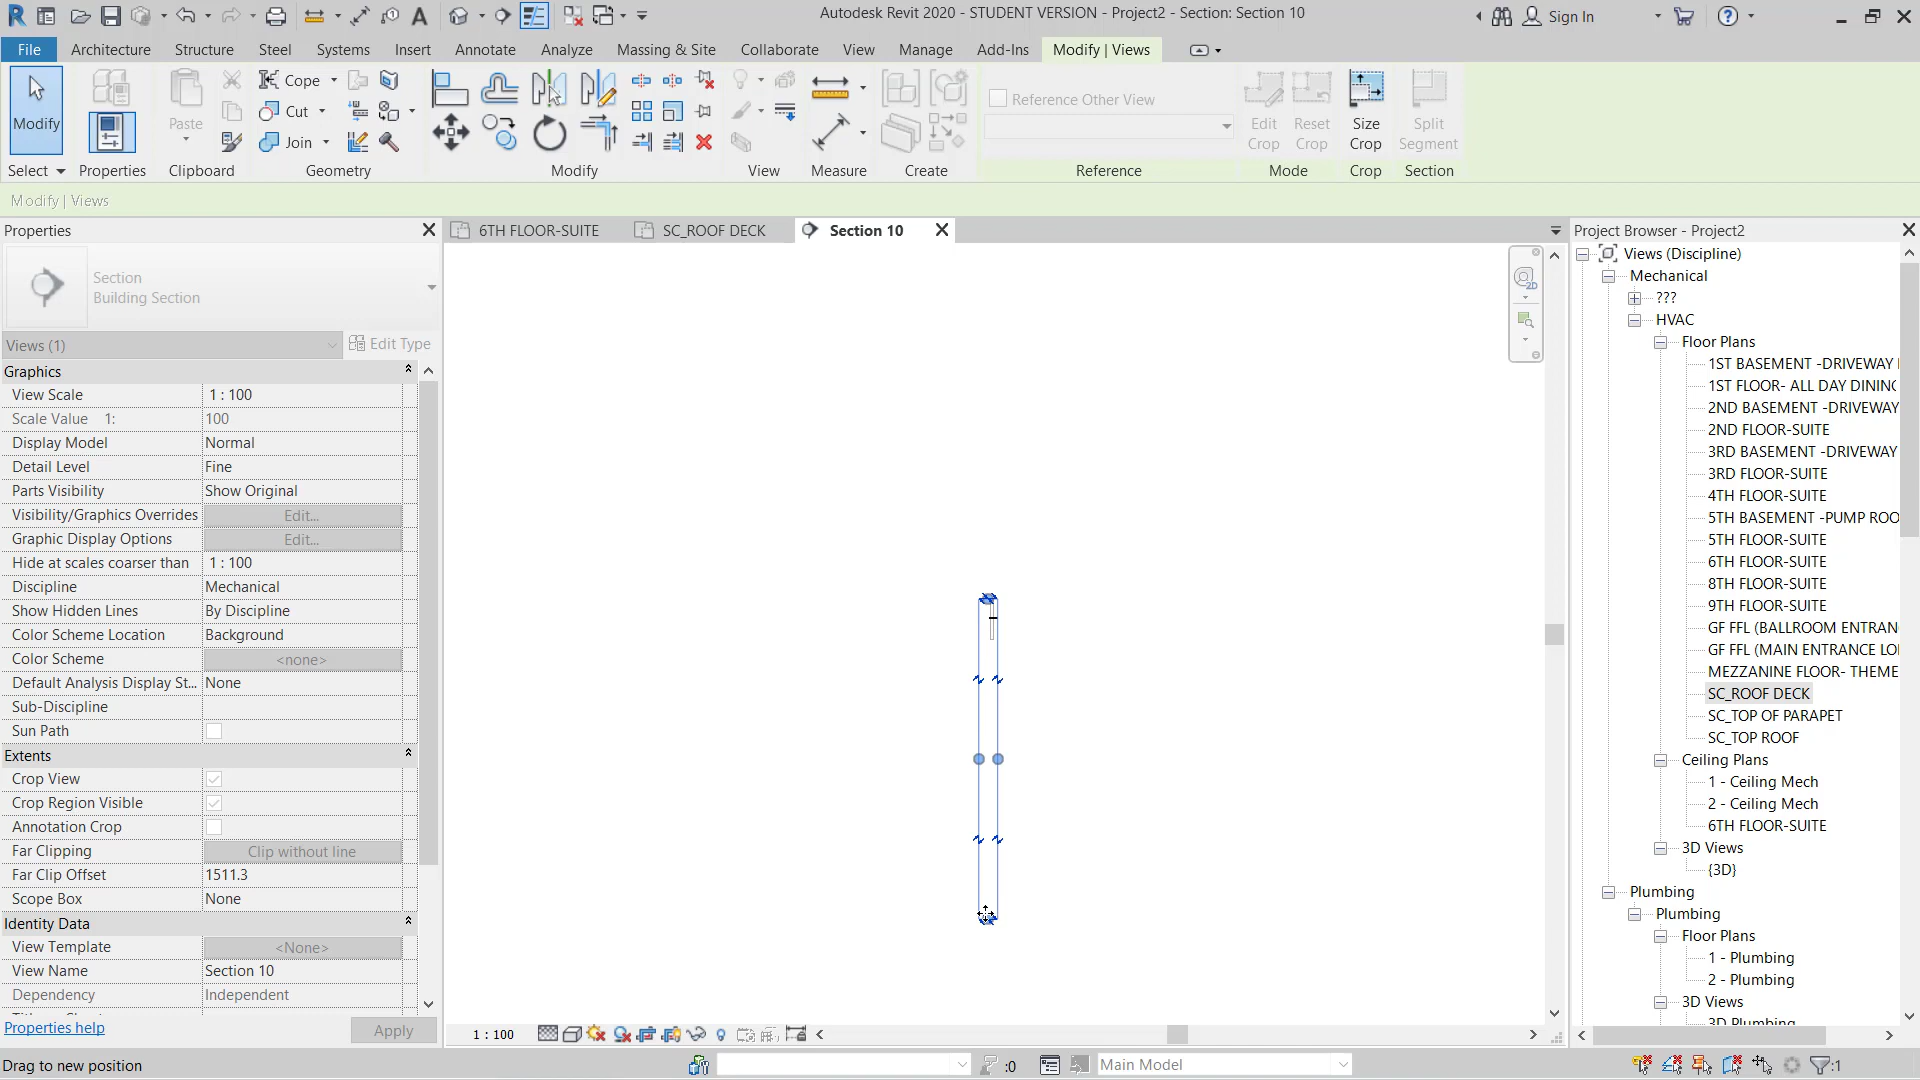 Autodesk Revit 2020 - STUDENT VERSION - Project2 - Section: Section 10
Sign In
File Architecture Structure Steel Systems Insert Annotate Analyze Massing & Site Collaborate View Manage Add-Ins Modify | Views
Modify
Paste
Cope
Cut
Join
Reference Other View
Edit Crop
Reset Crop
Size Crop
Split Segment
Select Properties Clipboard Geometry Modify View Measure Create Reference Mode Crop Section
Modify | Views
Properties
Section
Building Section
Views (1)
Edit Type
Graphics
View Scale 1 : 100
Scale Value 1: 100
Display Model Normal
Detail Level Fine
Parts Visibility Show Original
Visibility/Graphics Overrides Edit...
Graphic Display Options Edit...
Hide at scales coarser than 1 : 100
Discipline Mechanical
Show Hidden Lines By Discipline
Color Scheme Location Background
Color Scheme <none>
Default Analysis Display St... None
Sub-Discipline
Sun Path
Extents
Crop View
Crop Region Visible
Annotation Crop
Far Clipping Clip without line
Far Clip Offset 1511.3
Scope Box None
Identity Data
View Template <None>
View Name Section 10
Dependency Independent
Properties help
Apply
6TH FLOOR-SUITE
SC_ROOF DECK
Section 10
2D
1 : 100
Project Browser - Project2
Views (Discipline)
Mechanical
???
HVAC
Floor Plans
1ST BASEMENT -DRIVEWAY
1ST FLOOR- ALL DAY DINING
2ND BASEMENT -DRIVEWAY
2ND FLOOR-SUITE
3RD BASEMENT -DRIVEWAY
3RD FLOOR-SUITE
4TH FLOOR-SUITE
5TH BASEMENT -PUMP ROO
5TH FLOOR-SUITE
6TH FLOOR-SUITE
8TH FLOOR-SUITE
9TH FLOOR-SUITE
GF FFL (BALLROOM ENTRAN
GF FFL (MAIN ENTRANCE LO
MEZZANINE FLOOR- THEME
SC_ROOF DECK
SC_TOP OF PARAPET
SC_TOP ROOF
Ceiling Plans
1 - Ceiling Mech
2 - Ceiling Mech
6TH FLOOR-SUITE
3D Views
{3D}
Plumbing
Plumbing
Floor Plans
1 - Plumbing
2 - Plumbing
3D Views
3D Plumbing
Drag to new position
:0
Main Model
:1